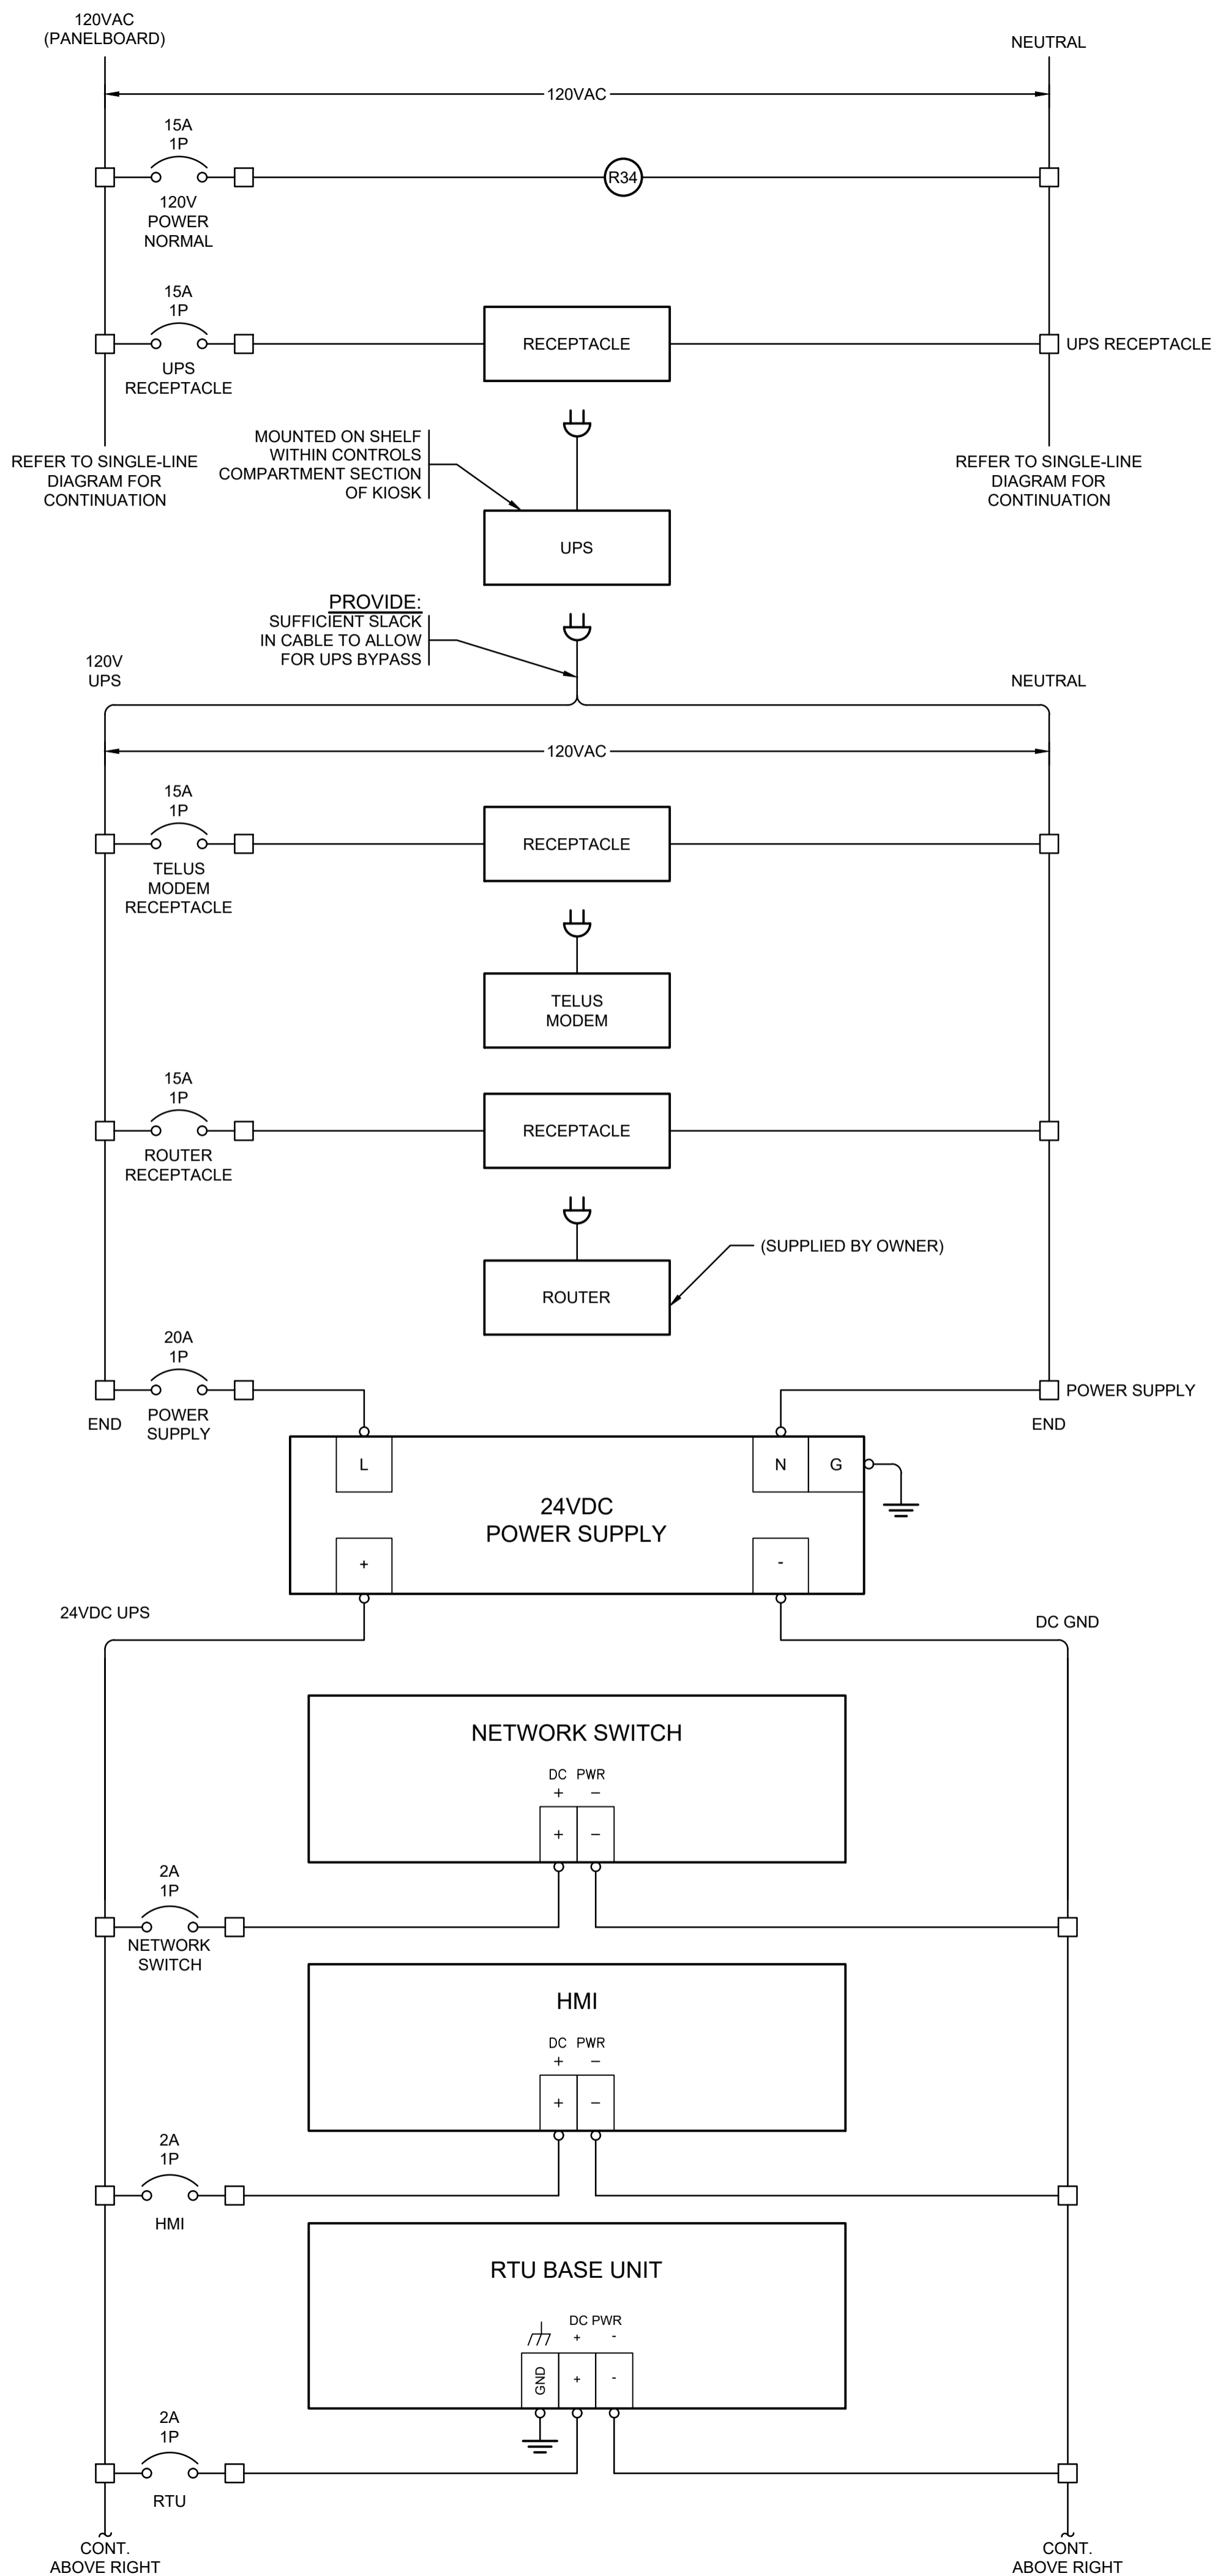 120VAC
(PANELBOARD)
NEUTRAL
120VAC
15A
1P
R34
120V
POWER
NORMAL
15A
1P
RECEPTACLE
UPS RECEPTACLE
UPS
RECEPTACLE
REFER TO SINGLE-LINE
DIAGRAM FOR
CONTINUATION
MOUNTED ON SHELF
WITHIN CONTROLS
COMPARTMENT SECTION
OF KIOSK
REFER TO SINGLE-LINE
DIAGRAM FOR
CONTINUATION
UPS
PROVIDE:
SUFFICIENT SLACK
IN CABLE TO ALLOW
FOR UPS BYPASS
120V
UPS
NEUTRAL
120VAC
15A
1P
RECEPTACLE
TELUS
MODEM
RECEPTACLE
TELUS
MODEM
15A
1P
RECEPTACLE
ROUTER
RECEPTACLE
(SUPPLIED BY OWNER)
ROUTER
20A
1P
POWER SUPPLY
END
POWER
SUPPLY
END
L
N G
24VDC
POWER SUPPLY
+
-
24VDC UPS
DC GND
NETWORK SWITCH
DC PWR
+ −
+ −
2A
1P
NETWORK
SWITCH
HMI
DC PWR
+ −
+ −
2A
1P
HMI
RTU BASE UNIT
DC PWR
+ -
GND + -
2A
1P
RTU
CONT.
ABOVE RIGHT
CONT.
ABOVE RIGHT